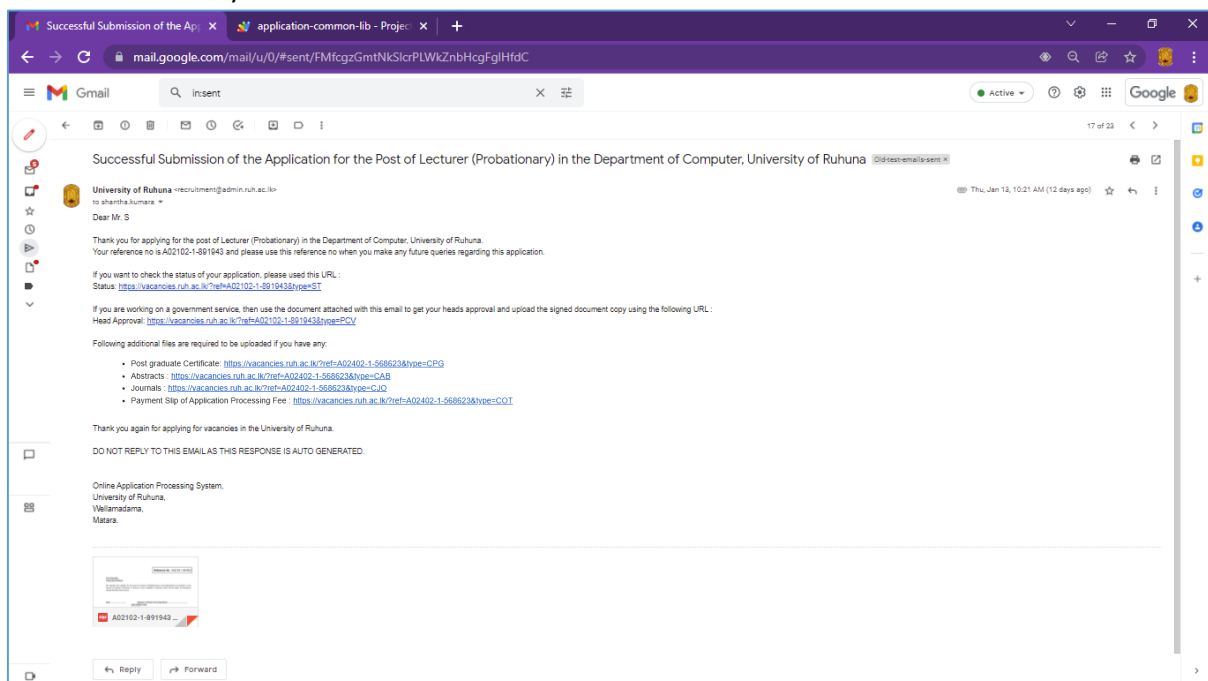 Successful Submission of the Ap
application-common-lib - Projec
mail.google.com/mail/u/0/#sent/FMfcgzGmtNkSlcrPLWkZnbHcgFglHfdC
Gmail
in:sent
Active
Google
17 of 23
Successful Submission of the Application for the Post of Lecturer (Probationary) in the Department of Computer, University of Ruhuna
Old-test-emails-sent x
University of Ruhuna <recruitment@admin.ruh.ac.lk>
Thu, Jan 13, 10:21 AM (12 days ago)
to shantha.kumara
Dear Mr. S
Thank you for applying for the post of Lecturer (Probationary) in the Department of Computer, University of Ruhuna.
Your reference no is A02102-1-891943 and please use this reference no when you make any future queries regarding this application.
If you want to check the status of your application, please used this URL :
Status: https://vacancies.ruh.ac.lk/?ref=A02102-1-891943&type=ST
If you are working on a government service, then use the document attached with this email to get your heads approval and upload the signed document copy using the following URL :
Head Approval: https://vacancies.ruh.ac.lk/?ref=A02102-1-891943&type=PCV
Following additional files are required to be uploaded if you have any:
• Post graduate Certificate: https://vacancies.ruh.ac.lk/?ref=A02402-1-568623&type=CPG
• Abstracts : https://vacancies.ruh.ac.lk/?ref=A02402-1-568623&type=CAB
• Journals : https://vacancies.ruh.ac.lk/?ref=A02402-1-568623&type=CJO
• Payment Slip of Application Processing Fee : https://vacancies.ruh.ac.lk/?ref=A02402-1-568623&type=COT
Thank you again for applying for vacancies in the University of Ruhuna.
DO NOT REPLY TO THIS EMAIL AS THIS RESPONSE IS AUTO GENERATED.
Online Application Processing System,
University of Ruhuna,
Wellamadama,
Matara.
PDF A02102-1-891943 ...
Reply
Forward